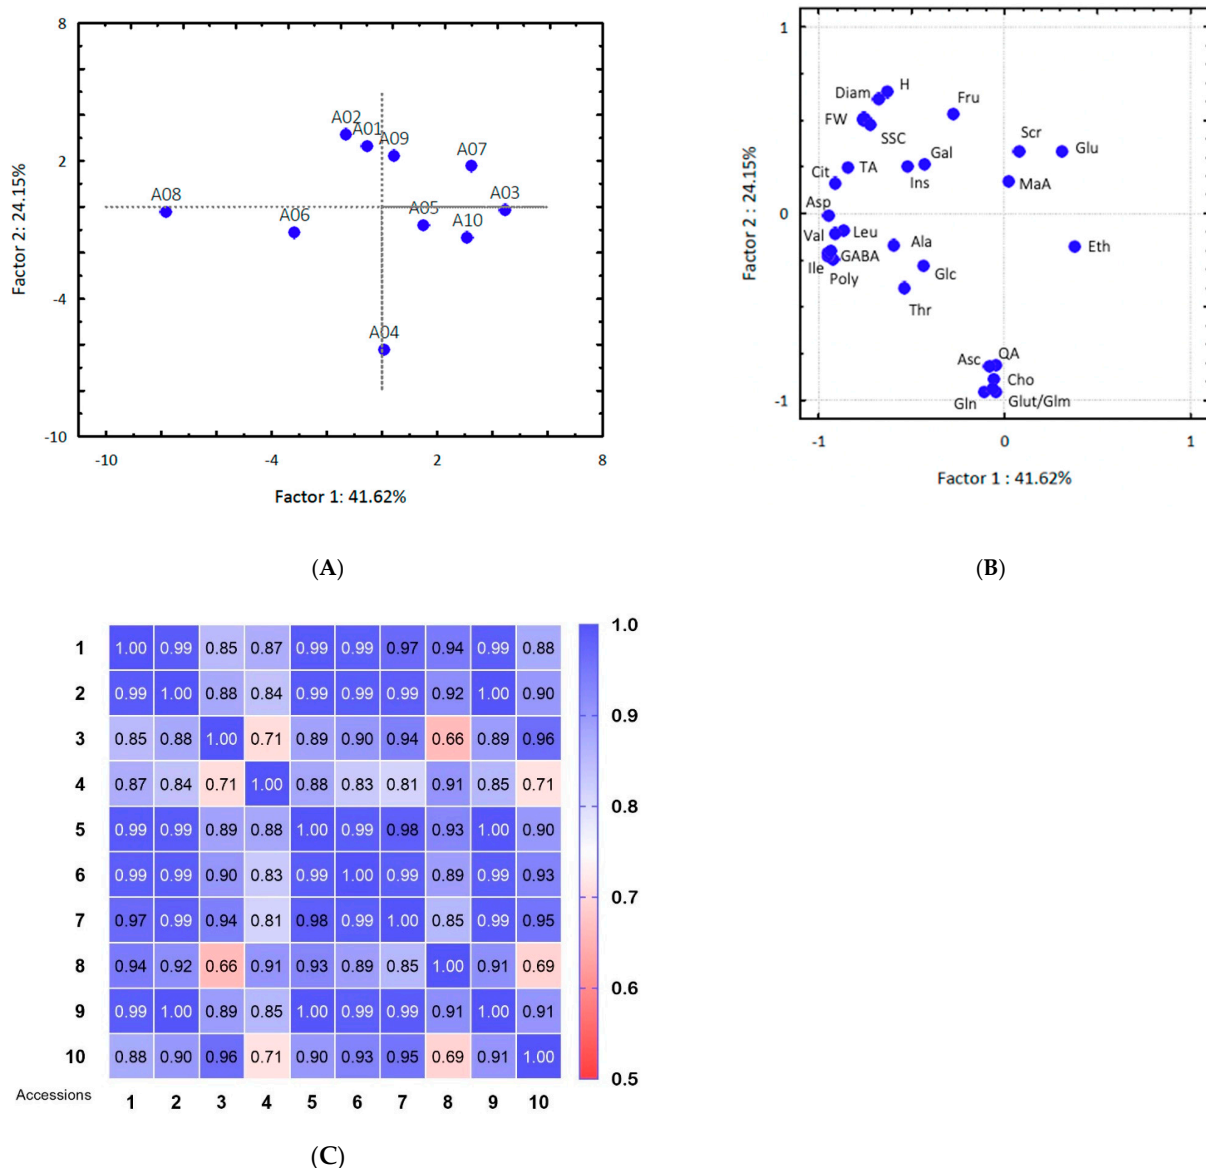 8
2
-4
-10
-10
-4
2
8
Factor 2: 24.15%
Factor 1: 41.62%
A02
A01
A09
A07
A08
A06
A05
A03
A10
A04
(A)
1
0
-1
-1
0
1
Factor 2 : 24.15%
Factor 1 : 41.62%
Diam
H
Fru
FW
SSC
Scr
Glu
Cit
TA
Gal
Ins
MaA
Asp
Val
Leu
Ala
Eth
GABA
Ile
Poly
Glc
Thr
Asc
QA
Cho
Gln
Glut/Glm
(B)
1 1.00 0.99 0.85 0.87 0.99 0.99 0.97 0.94 0.99 0.88
2 0.99 1.00 0.88 0.84 0.99 0.99 0.99 0.92 1.00 0.90
3 0.85 0.88 1.00 0.71 0.89 0.90 0.94 0.66 0.89 0.96
4 0.87 0.84 0.71 1.00 0.88 0.83 0.81 0.91 0.85 0.71
5 0.99 0.99 0.89 0.88 1.00 0.99 0.98 0.93 1.00 0.90
6 0.99 0.99 0.90 0.83 0.99 1.00 0.99 0.89 0.99 0.93
7 0.97 0.99 0.94 0.81 0.98 0.99 1.00 0.85 0.99 0.95
8 0.94 0.92 0.66 0.91 0.93 0.89 0.85 1.00 0.91 0.69
9 0.99 1.00 0.89 0.85 1.00 0.99 0.99 0.91 1.00 0.91
10 0.88 0.90 0.96 0.71 0.90 0.93 0.95 0.69 0.91 1.00
Accessions 1 2 3 4 5 6 7 8 9 10
1.0
0.9
0.8
0.7
0.6
0.5
(C)